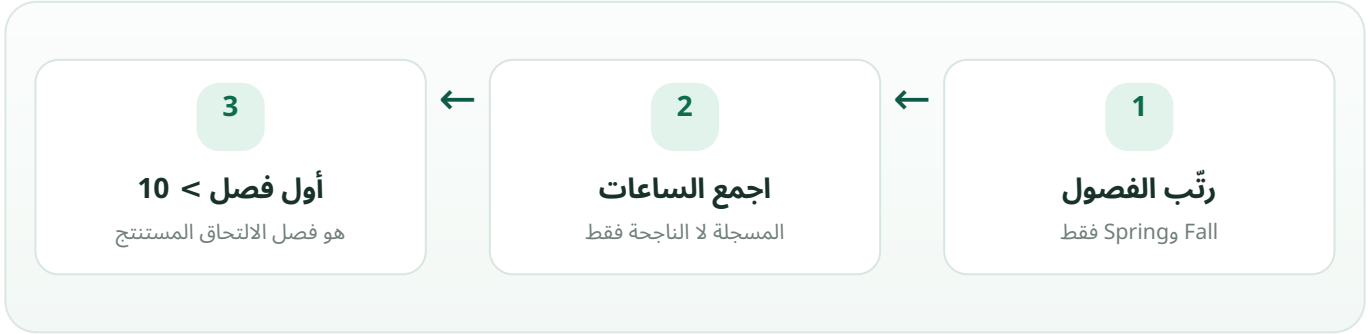 1
رتّب الفصول
Fall وSpring فقط
←
2
اجمع الساعات
المسجلة لا الناجحة فقط
←
3
أول فصل > 10
هو فصل الالتحاق المستنتج